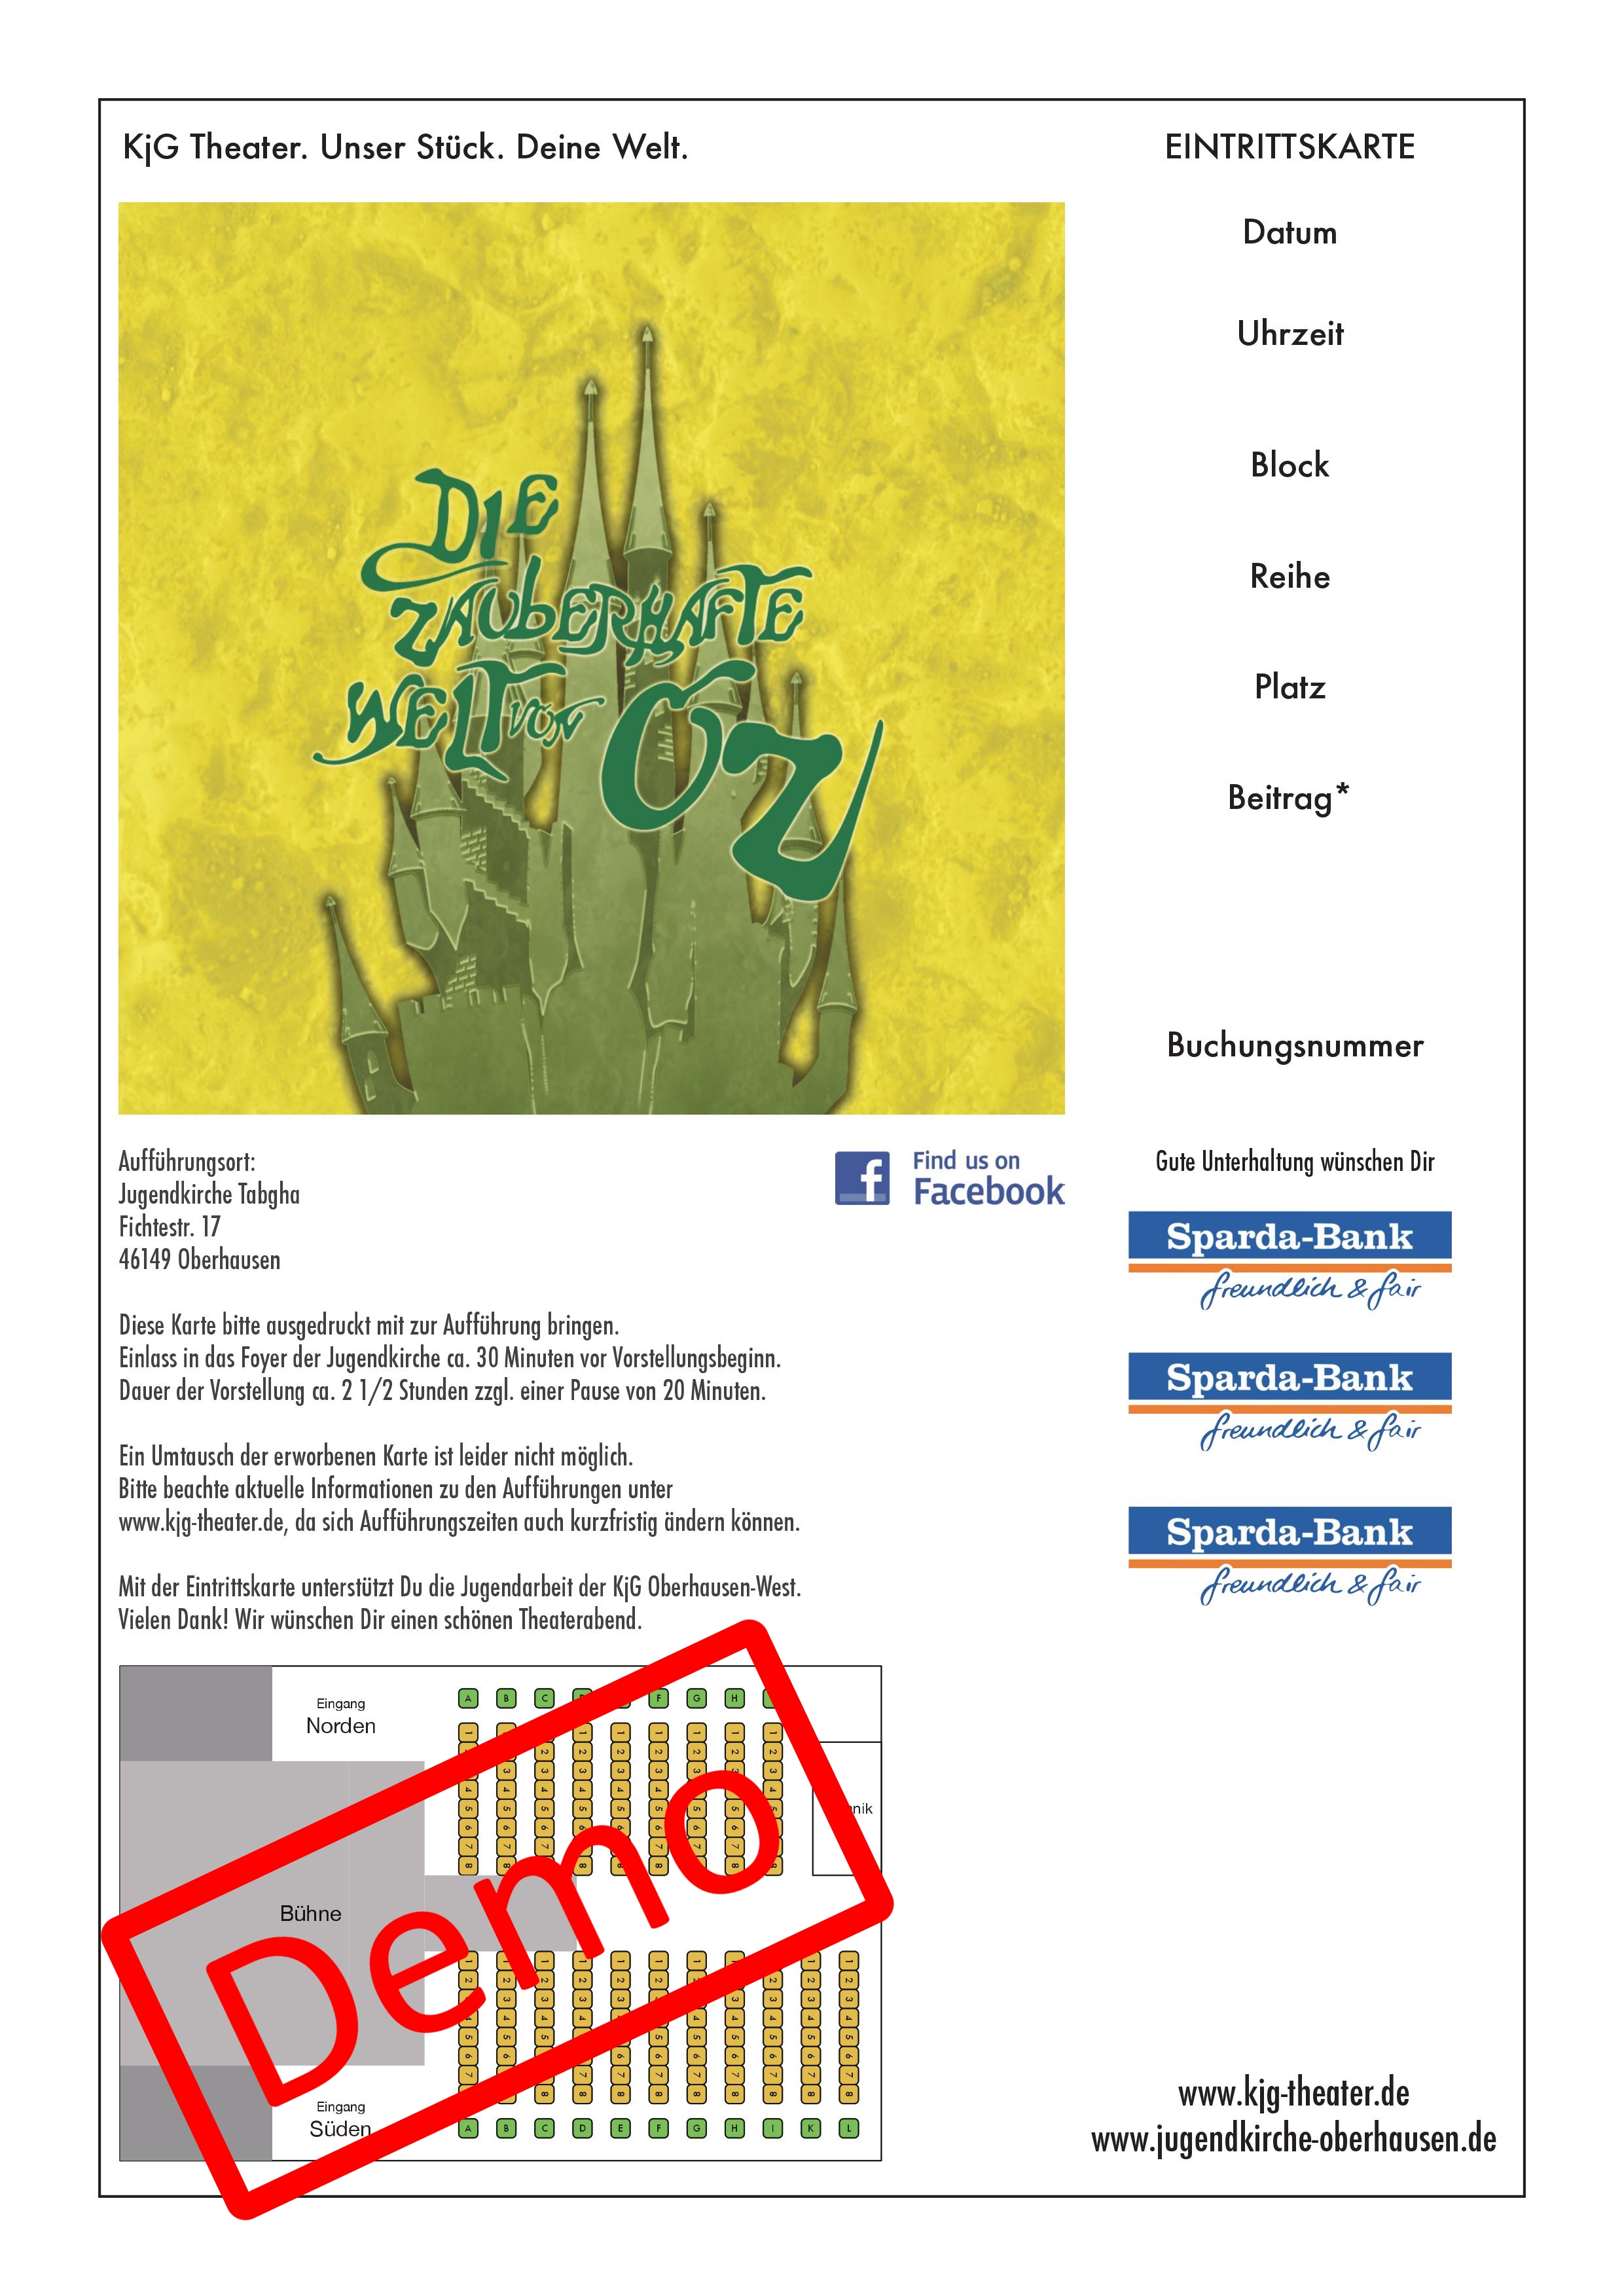 KjG Theater. Unser Stück. Deine Welt.
EINTRITTSKARTE
Datum
Uhrzeit
Block
Reihe
Platz
Beitrag*
Buchungsnummer
DIE
ZAUBERHAFTE
WELT VON OZ
Aufführungsort:
Jugendkirche Tabgha
Fichtestr. 17
46149 Oberhausen
Find us on
Facebook
Diese Karte bitte ausgedruckt mit zur Aufführung bringen.
Einlass in das Foyer der Jugendkirche ca. 30 Minuten vor Vorstellungsbeginn.
Dauer der Vorstellung ca. 2 1/2 Stunden zzgl. einer Pause von 20 Minuten.
Ein Umtausch der erworbenen Karte ist leider nicht möglich.
Bitte beachte aktuelle Informationen zu den Aufführungen unter
www.kjg-theater.de, da sich Aufführungszeiten auch kurzfristig ändern können.
Mit der Eintrittskarte unterstützt Du die Jugendarbeit der KjG Oberhausen-West.
Vielen Dank! Wir wünschen Dir einen schönen Theaterabend.
Gute Unterhaltung wünschen Dir
Sparda-Bank
freundlich & fair
Sparda-Bank
freundlich & fair
Sparda-Bank
freundlich & fair
Eingang
Norden
A B C F G H
Bühne
Demo
Eingang
Süden
A B C D E F G H I K L
www.kjg-theater.de
www.jugendkirche-oberhausen.de